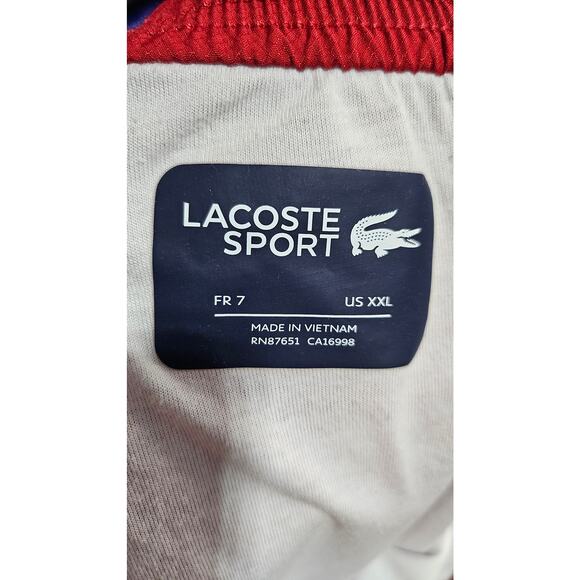 LACOSTE
SPORT
FR 7 US XXL
MADE IN VIETNAM
RN87651 CA16998